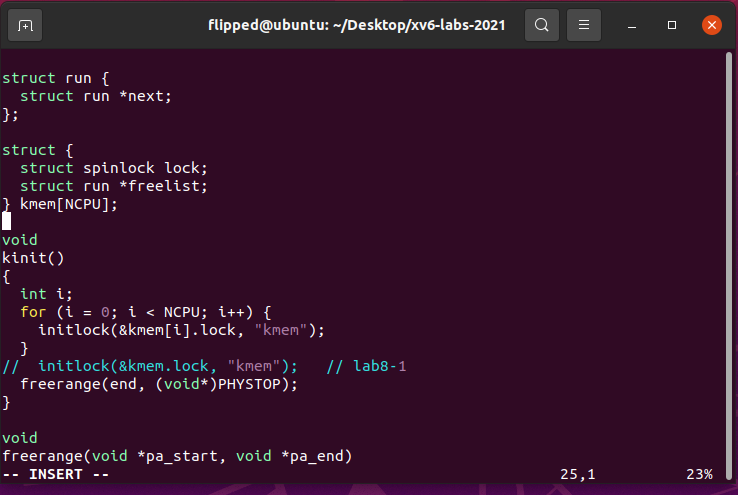 flipped@ubuntu: ~/Desktop/xv6-labs-2021
struct run {
  struct run *next;
};
struct {
  struct spinlock lock;
  struct run *freelist;
} kmem[NCPU];
void
kinit()
{
  int i;
  for (i = 0; i < NCPU; i++) {
    initlock(&kmem[i].lock, "kmem");
  }
//  initlock(&kmem.lock, "kmem");   // lab8-1
  freerange(end, (void*)PHYSTOP);
}
void
freerange(void *pa_start, void *pa_end)
-- INSERT -- 25,1 23%